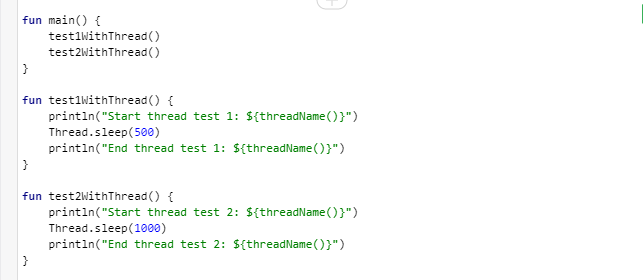 fun main() {
    test1WithThread()
    test2WithThread()
}
fun test1WithThread() {
    println("Start thread test 1: ${threadName()}")
    Thread.sleep(500)
    println("End thread test 1: ${threadName()}")
}
fun test2WithThread() {
    println("Start thread test 2: ${threadName()}")
    Thread.sleep(1000)
    println("End thread test 2: ${threadName()}")
}